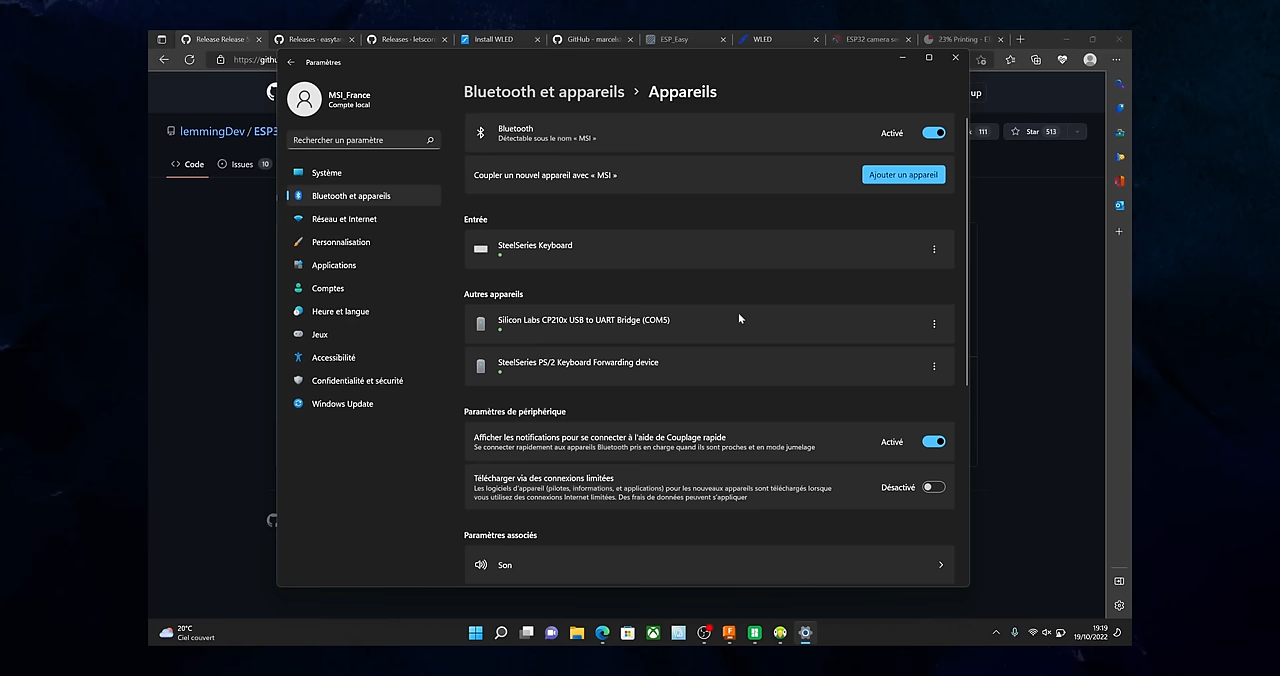 Release Release
Releases · easytar
Releases · letscon
Install WLED
GitHub - marcels
ESP_Easy
WLED
ESP32 camera se
23% Printing - E
https://githu
Paramètres
MSI_France
Compte local
Rechercher un paramètre
Système
Bluetooth et appareils
Réseau et Internet
Personnalisation
Applications
Comptes
Heure et langue
Jeux
Accessibilité
Confidentialité et sécurité
Windows Update
Bluetooth et appareils > Appareils
Bluetooth
Détectable sous le nom « MSI »
Activé
Coupler un nouvel appareil avec « MSI »
Ajouter un appareil
Entrée
SteelSeries Keyboard
Autres appareils
Silicon Labs CP210x USB to UART Bridge (COM5)
SteelSeries PS/2 Keyboard Forwarding device
Paramètres de périphérique
Afficher les notifications pour se connecter à l'aide de Couplage rapide
Se connecter rapidement aux appareils Bluetooth pris en charge quand ils sont proches et en mode jumelage
Activé
Télécharger via des connexions limitées
Les logiciels d'appareil (pilotes, informations, et applications) pour les nouveaux appareils sont téléchargés lorsque
vous utilisez des connexions Internet limitées. Des frais de données peuvent s'appliquer
Désactivé
Paramètres associés
Son
lemmingDev / ESP3
Code
Issues 10
up
111
Star 513
20°C
Ciel couvert
19:19
19/10/2022